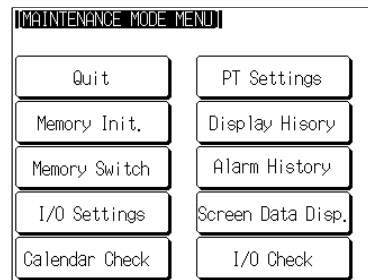 [MAINTENANCE MODE MENU]
Quit
PT Settings
Memory Init.
Display Hisory
Memory Switch
Alarm History
I/O Settings
Screen Data Disp.
Calendar Check
I/O Check